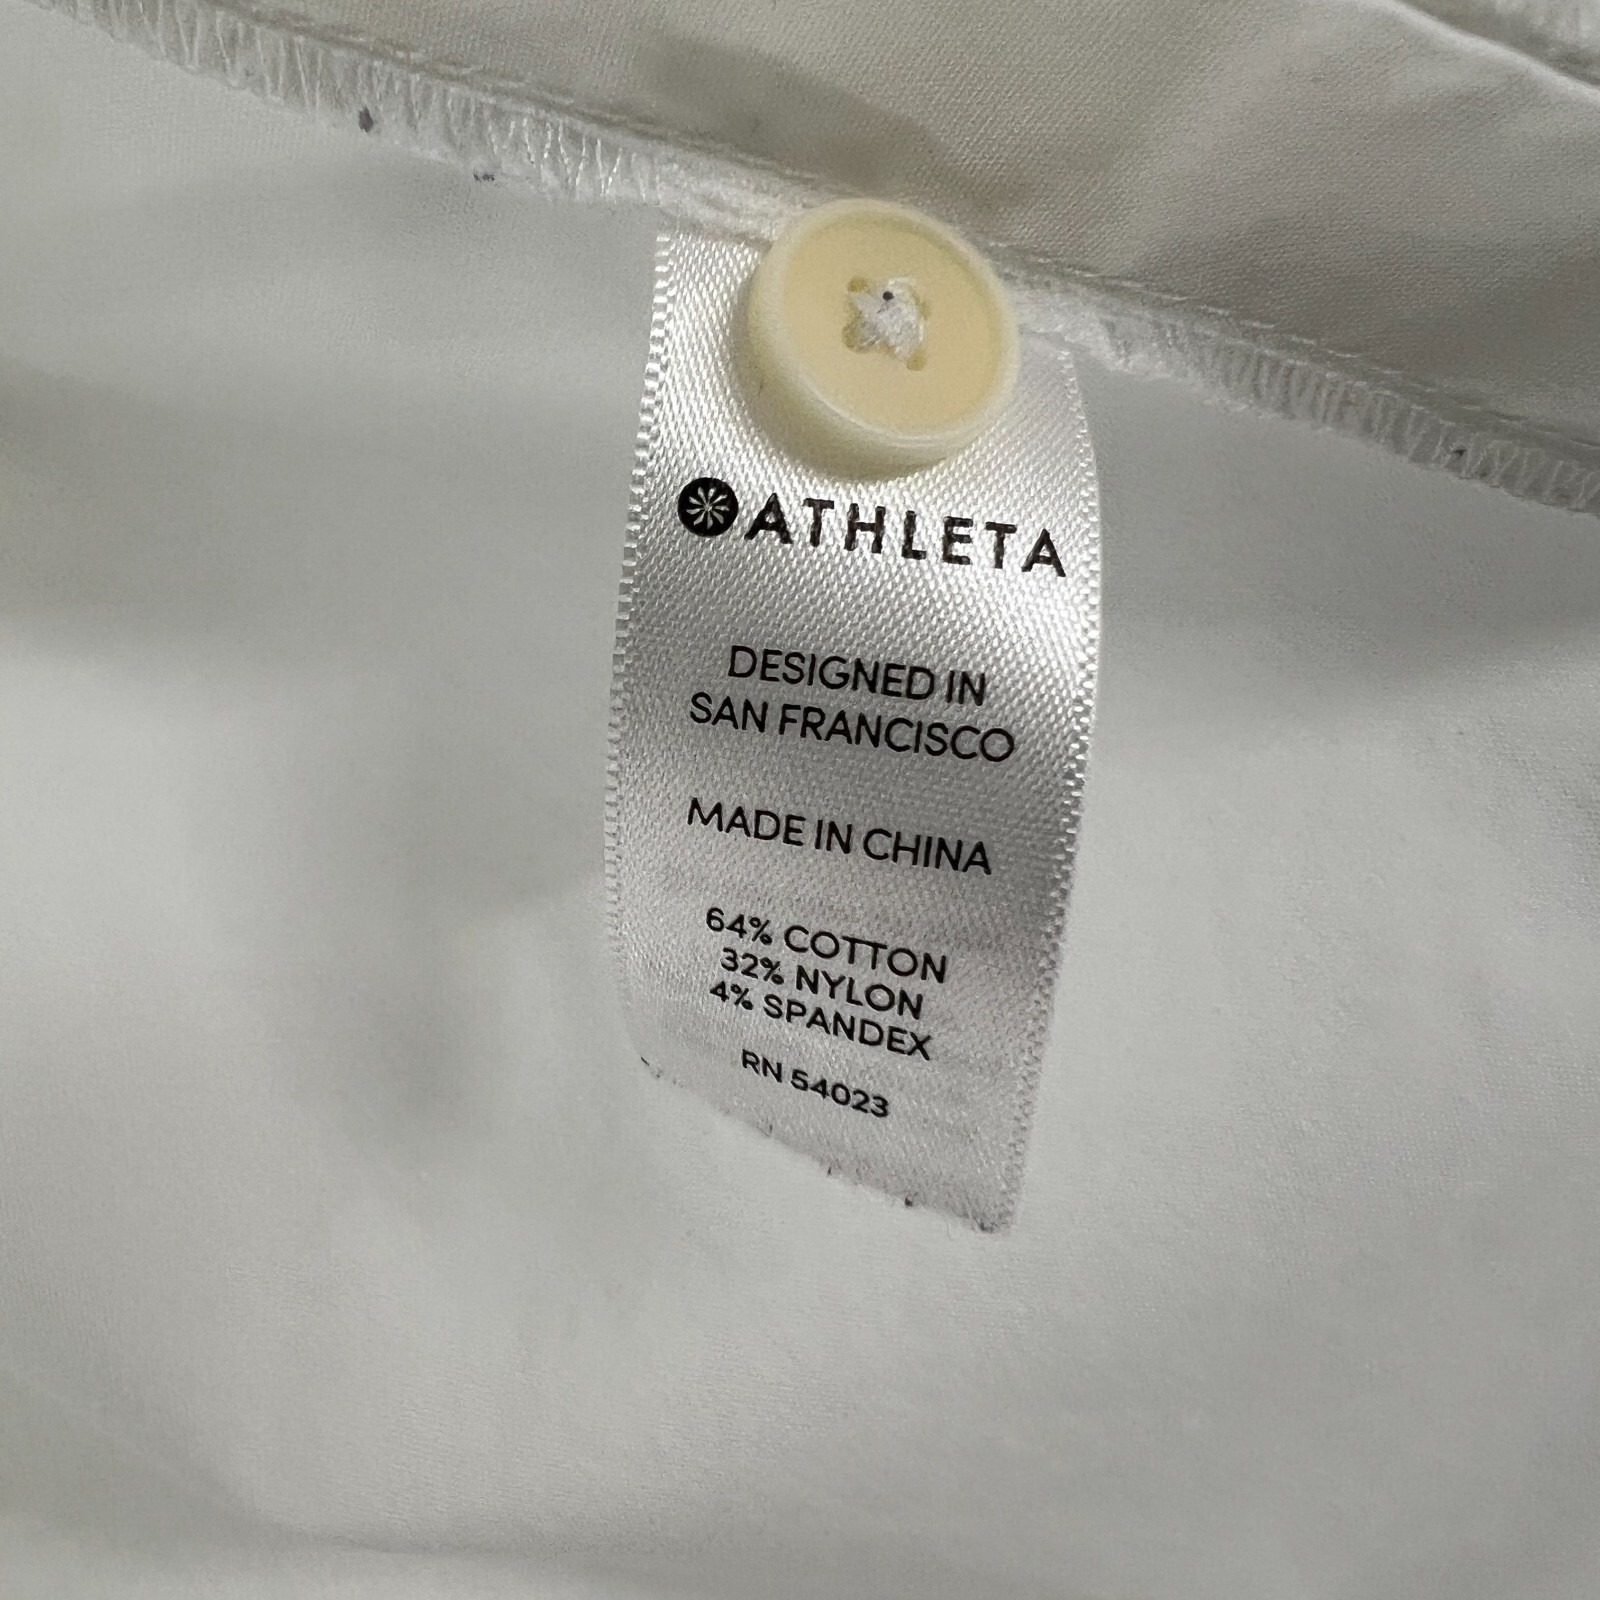 ATHLETA
DESIGNED IN
SAN FRANCISCO
MADE IN CHINA
64% COTTON
32% NYLON
4% SPANDEX
RN 54023